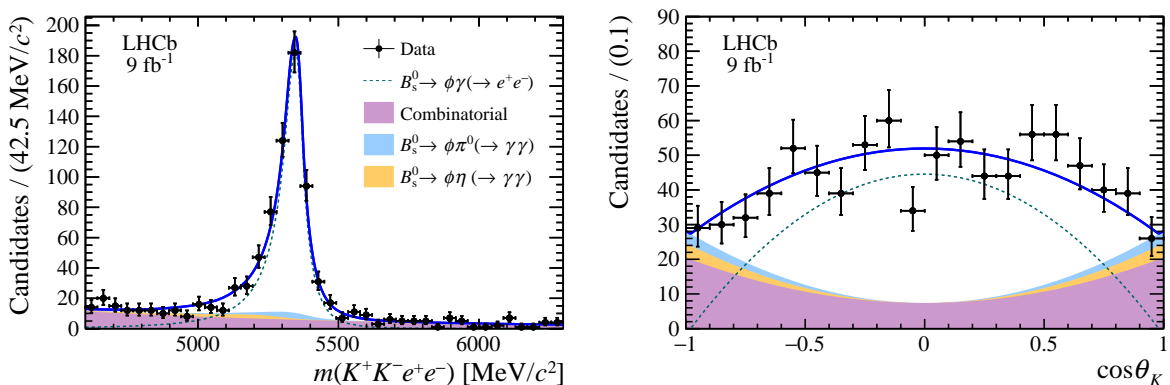 Candidates / (42.5 MeV/c²)
200
180
160
140
120
100
80
60
40
20
0
LHCb
9 fb⁻¹
Data
B⁰ₛ → ϕγ(→ e⁺e⁻)
Combinatorial
B⁰ₛ → ϕπ⁰(→ γγ)
B⁰ₛ → ϕη (→ γγ)
5000 5500 6000
m(K⁺K⁻e⁺e⁻) [MeV/c²]
Candidates / (0.1)
90
80
70
60
50
40
30
20
10
0
LHCb
9 fb⁻¹
−1 −0.5 0 0.5 1
cosθ_K